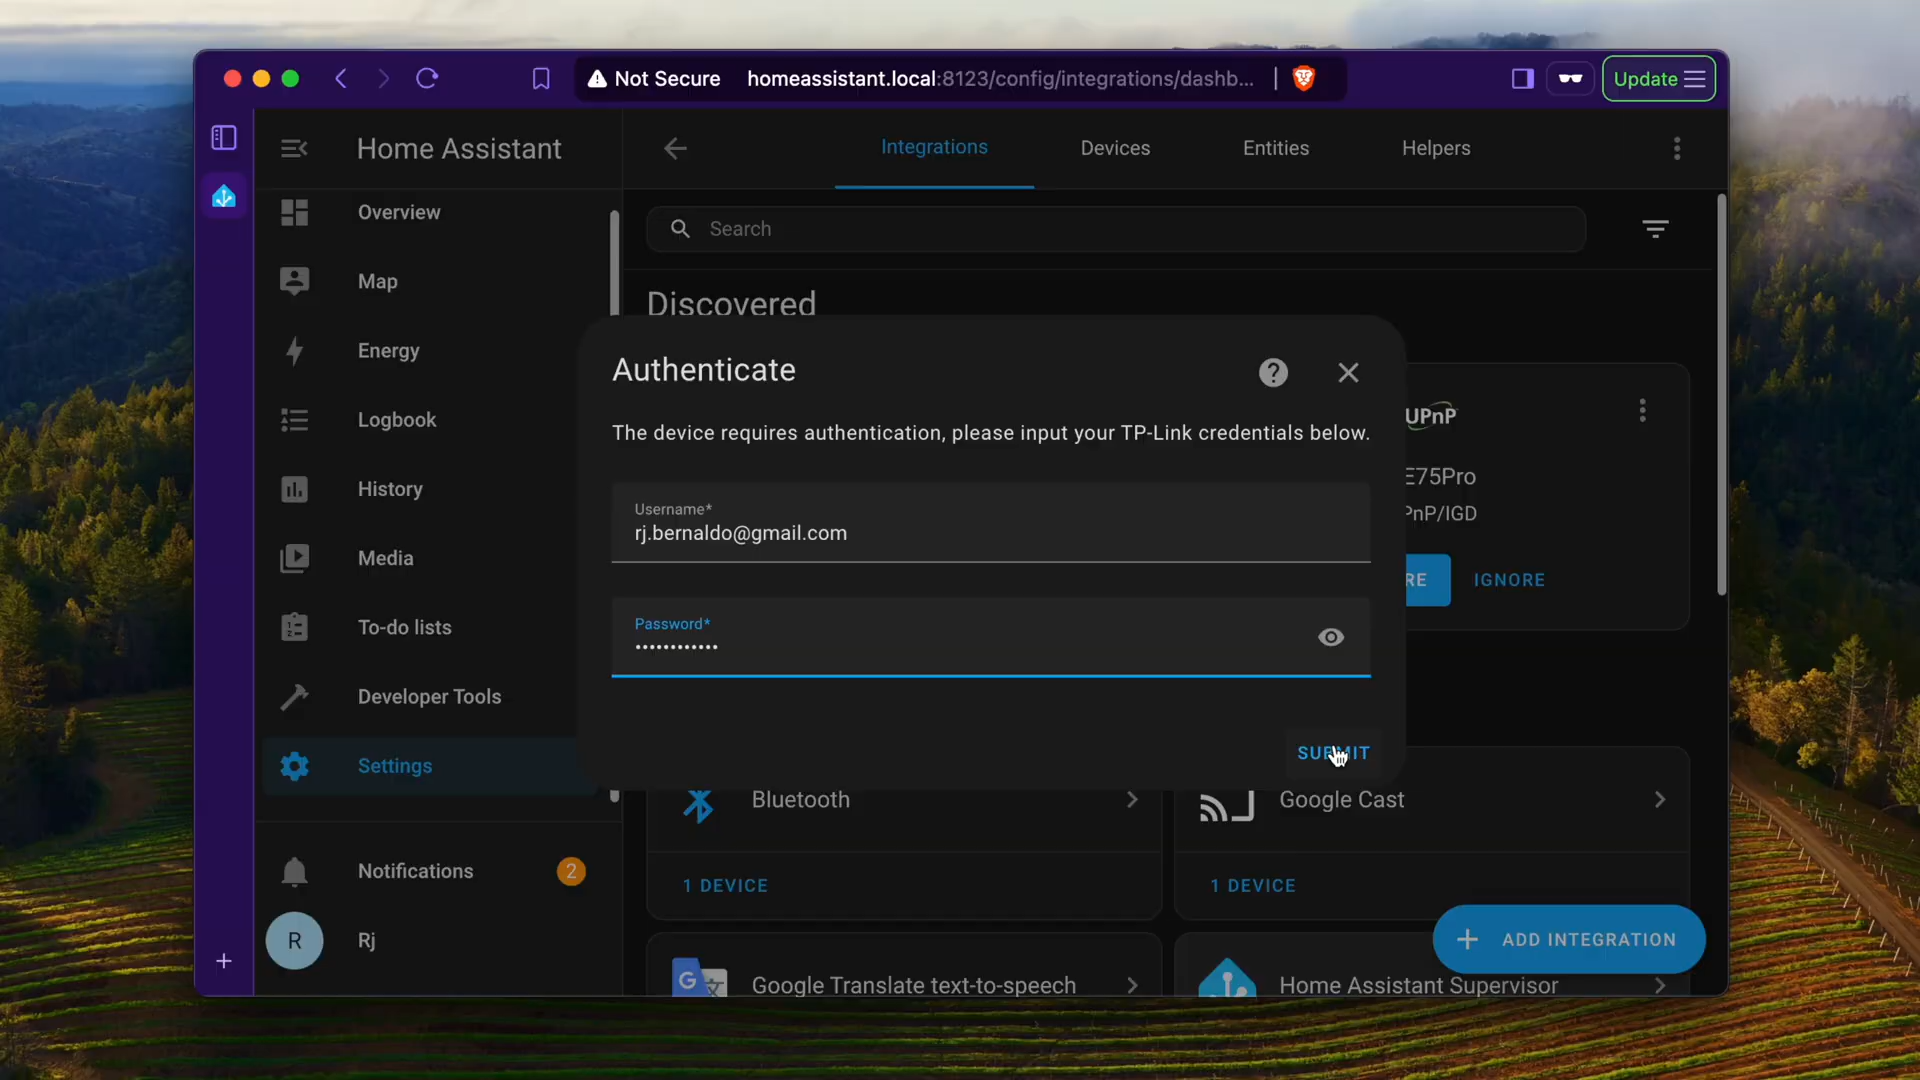 Not Secure homeassistant.local:8123/config/integrations/dashb... Update
Home Assistant
Integrations Devices Entities Helpers
Overview
Map
Energy
Logbook
History
Media
To-do lists
Developer Tools
Settings
Notifications 2
R Rj
Search
Discovered
UPnP
E75Pro
PnP/IGD
RE IGNORE
Authenticate
The device requires authentication, please input your TP-Link credentials below.
Username*
rj.bernaldo@gmail.com
Password*
••••••••••••
SUBMIT
Bluetooth
1 DEVICE
Google Cast
1 DEVICE
ADD INTEGRATION
Google Translate text-to-speech
Home Assistant Supervisor